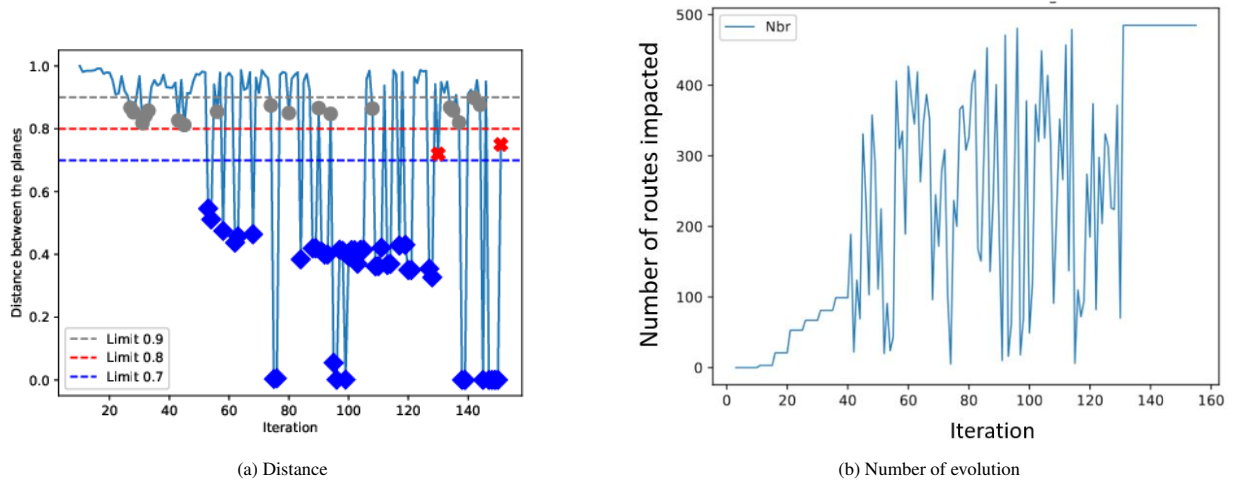 Distance between the planes
1.0
0.8
0.6
0.4
0.2
0.0
Limit 0.9
Limit 0.8
Limit 0.7
20 40 60 80 100 120 140
Iteration
(a) Distance
Number of routes impacted
500
400
300
200
100
0
Nbr
0 20 40 60 80 100 120 140 160
Iteration
(b) Number of evolution